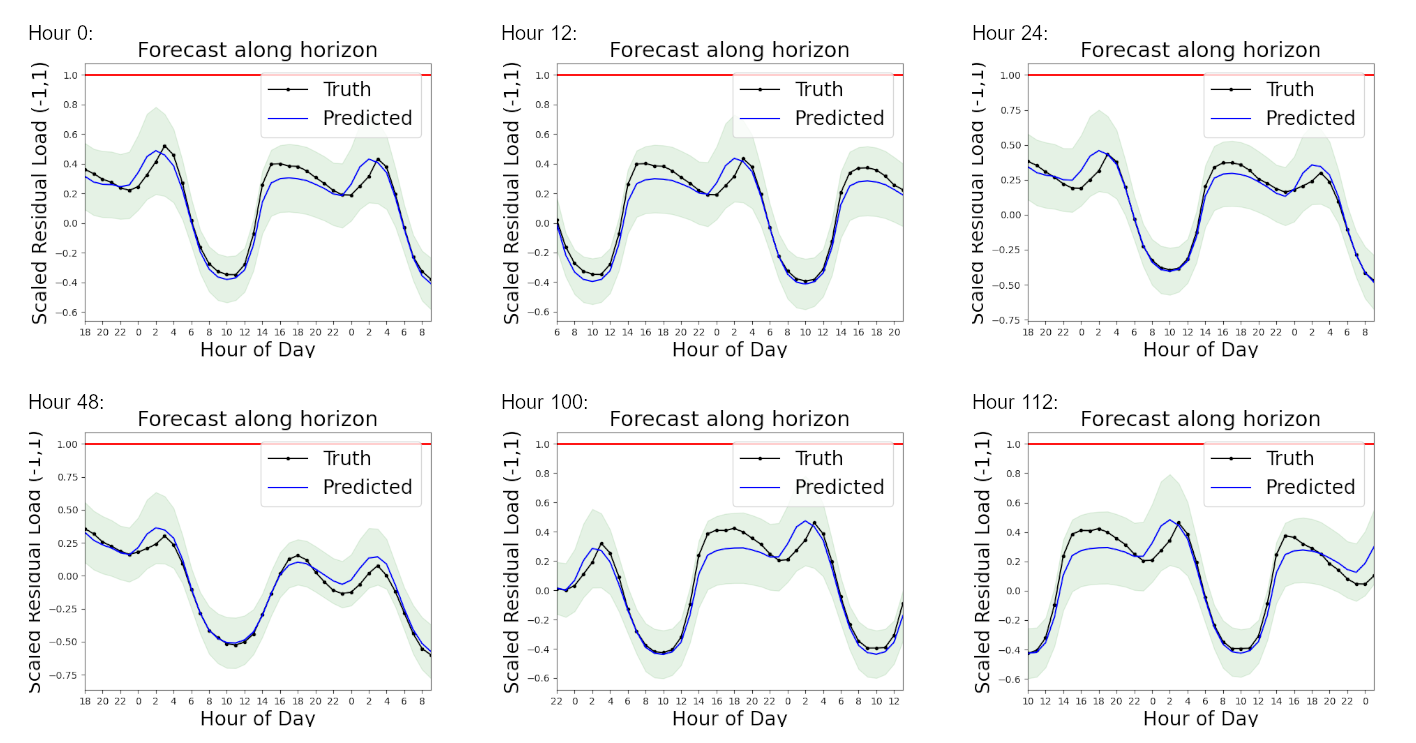 Hour 0:
Forecast along horizon
Scaled Residual Load (-1,1)
1.0
0.8
0.6
0.4
0.2
0.0
−0.2
−0.4
−0.6
Truth
Predicted
18 20 22 0 2 4 6 8 10 12 14 16 18 20 22 0 2 4 6 8
Hour of Day
Hour 12:
Forecast along horizon
Scaled Residual Load (-1,1)
1.0
0.8
0.6
0.4
0.2
0.0
−0.2
−0.4
−0.6
Truth
Predicted
6 8 10 12 14 16 18 20 22 0 2 4 6 8 10 12 14 16 18 20
Hour of Day
Hour 24:
Forecast along horizon
Scaled Residual Load (-1,1)
1.00
0.75
0.50
0.25
0.00
−0.25
−0.50
−0.75
Truth
Predicted
18 20 22 0 2 4 6 8 10 12 14 16 18 20 22 0 2 4 6 8
Hour of Day
Hour 48:
Forecast along horizon
Scaled Residual Load (-1,1)
1.00
0.75
0.50
0.25
0.00
−0.25
−0.50
−0.75
Truth
Predicted
18 20 22 0 2 4 6 8 10 12 14 16 18 20 22 0 2 4 6 8
Hour of Day
Hour 100:
Forecast along horizon
Scaled Residual Load (-1,1)
1.0
0.8
0.6
0.4
0.2
0.0
−0.2
−0.4
−0.6
Truth
Predicted
22 0 2 4 6 8 10 12 14 16 18 20 22 0 2 4 6 8 10 12
Hour of Day
Hour 112:
Forecast along horizon
Scaled Residual Load (-1,1)
1.0
0.8
0.6
0.4
0.2
0.0
−0.2
−0.4
−0.6
Truth
Predicted
10 12 14 16 18 20 22 0 2 4 6 8 10 12 14 16 18 20 22 0
Hour of Day